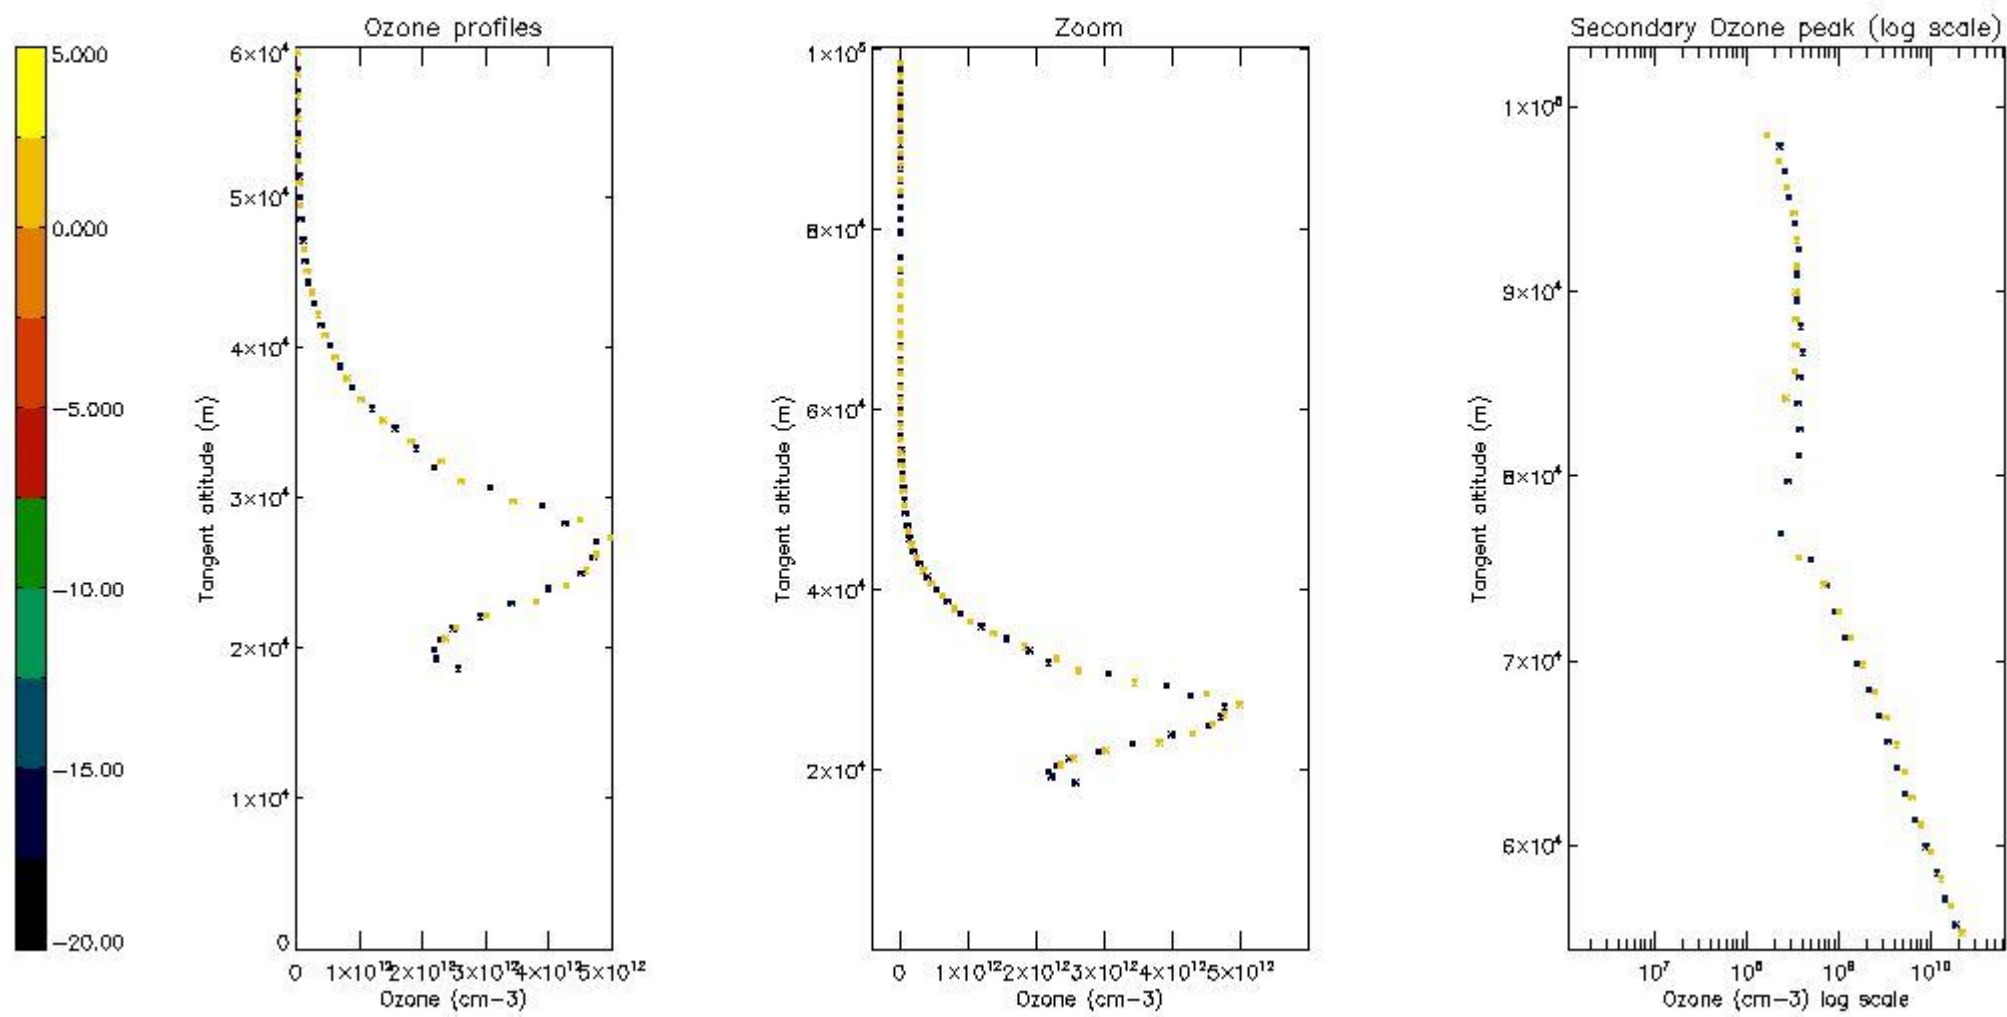 Ozone profiles
Zoom
Secondary Ozone peak (log scale)
5.000
0.000
−5.000
−10.00
−15.00
−20.00
6×10⁴
5×10⁴
4×10⁴
3×10⁴
2×10⁴
1×10⁴
0
Tangent altitude (m)
0 1×10¹² 2×10¹² 3×10¹² 4×10¹² 5×10¹²
Ozone (cm−3)
1×10⁵
8×10⁴
6×10⁴
4×10⁴
2×10⁴
Tangent altitude (m)
0 1×10¹² 2×10¹² 3×10¹² 4×10¹² 5×10¹²
Ozone (cm−3)
1×10⁵
9×10⁴
8×10⁴
7×10⁴
6×10⁴
Tangent altitude (m)
10⁷ 10⁸ 10⁹ 10¹⁰
Ozone (cm−3) log scale